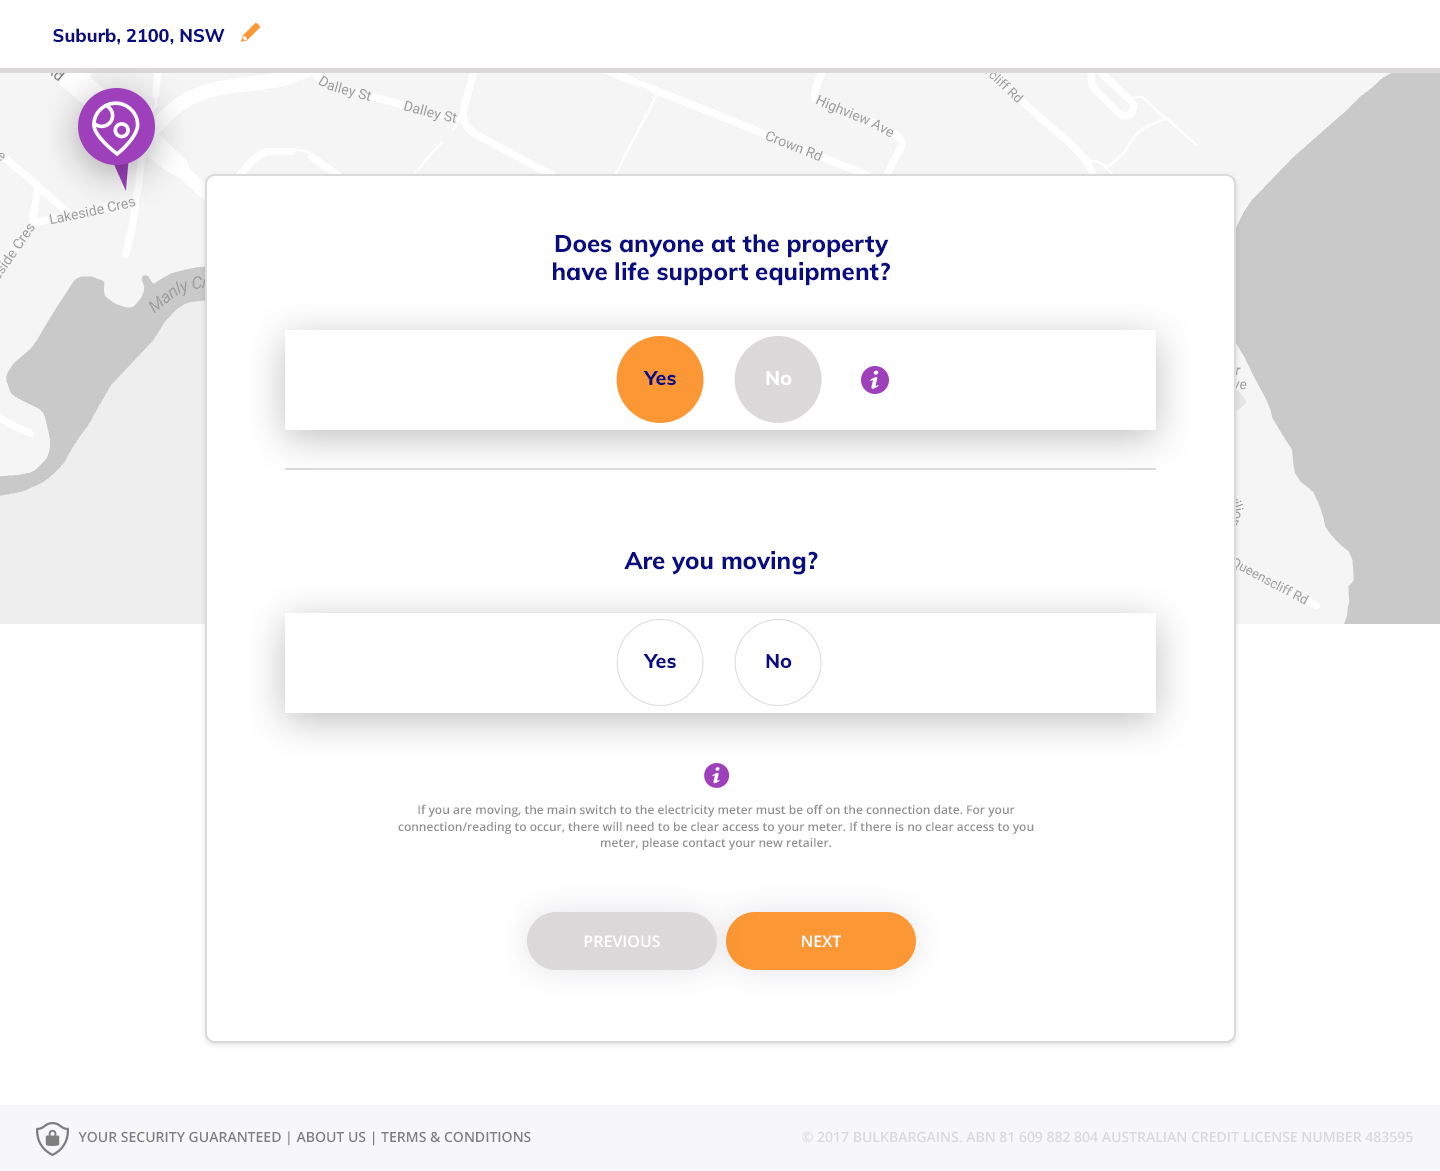 Suburb, 2100, NSW
Dalley St
Dalley St
Highview Ave
Crown Rd
cliff Rd
Lakeside Cres
side Cres
Manly
Does anyone at the property
have life support equipment?
Yes
No
i
Are you moving?
Yes
No
Queenscliff Rd
i
If you are moving, the main switch to the electricity meter must be off on the connection date. For your
connection/reading to occur, there will need to be clear access to your meter. If there is no clear access to you
meter, please contact your new retailer.
PREVIOUS
NEXT
YOUR SECURITY GUARANTEED | ABOUT US | TERMS & CONDITIONS
© 2017 BULKBARGAINS. ABN 81 609 882 804 AUSTRALIAN CREDIT LICENSE NUMBER 483595